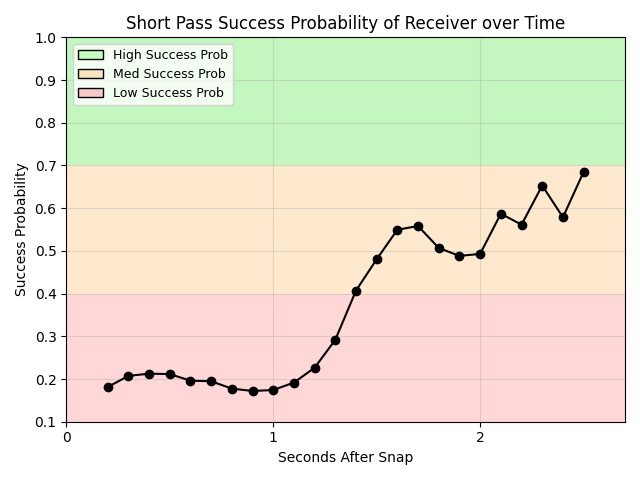 Short Pass Success Probability of Receiver over Time
1.0
High Success Prob
Med Success Prob
Low Success Prob
0.9
0.8
0.7
0.6
0.5
0.4
0.3
0.2
0.1
Success Probability
0 1 2
Seconds After Snap